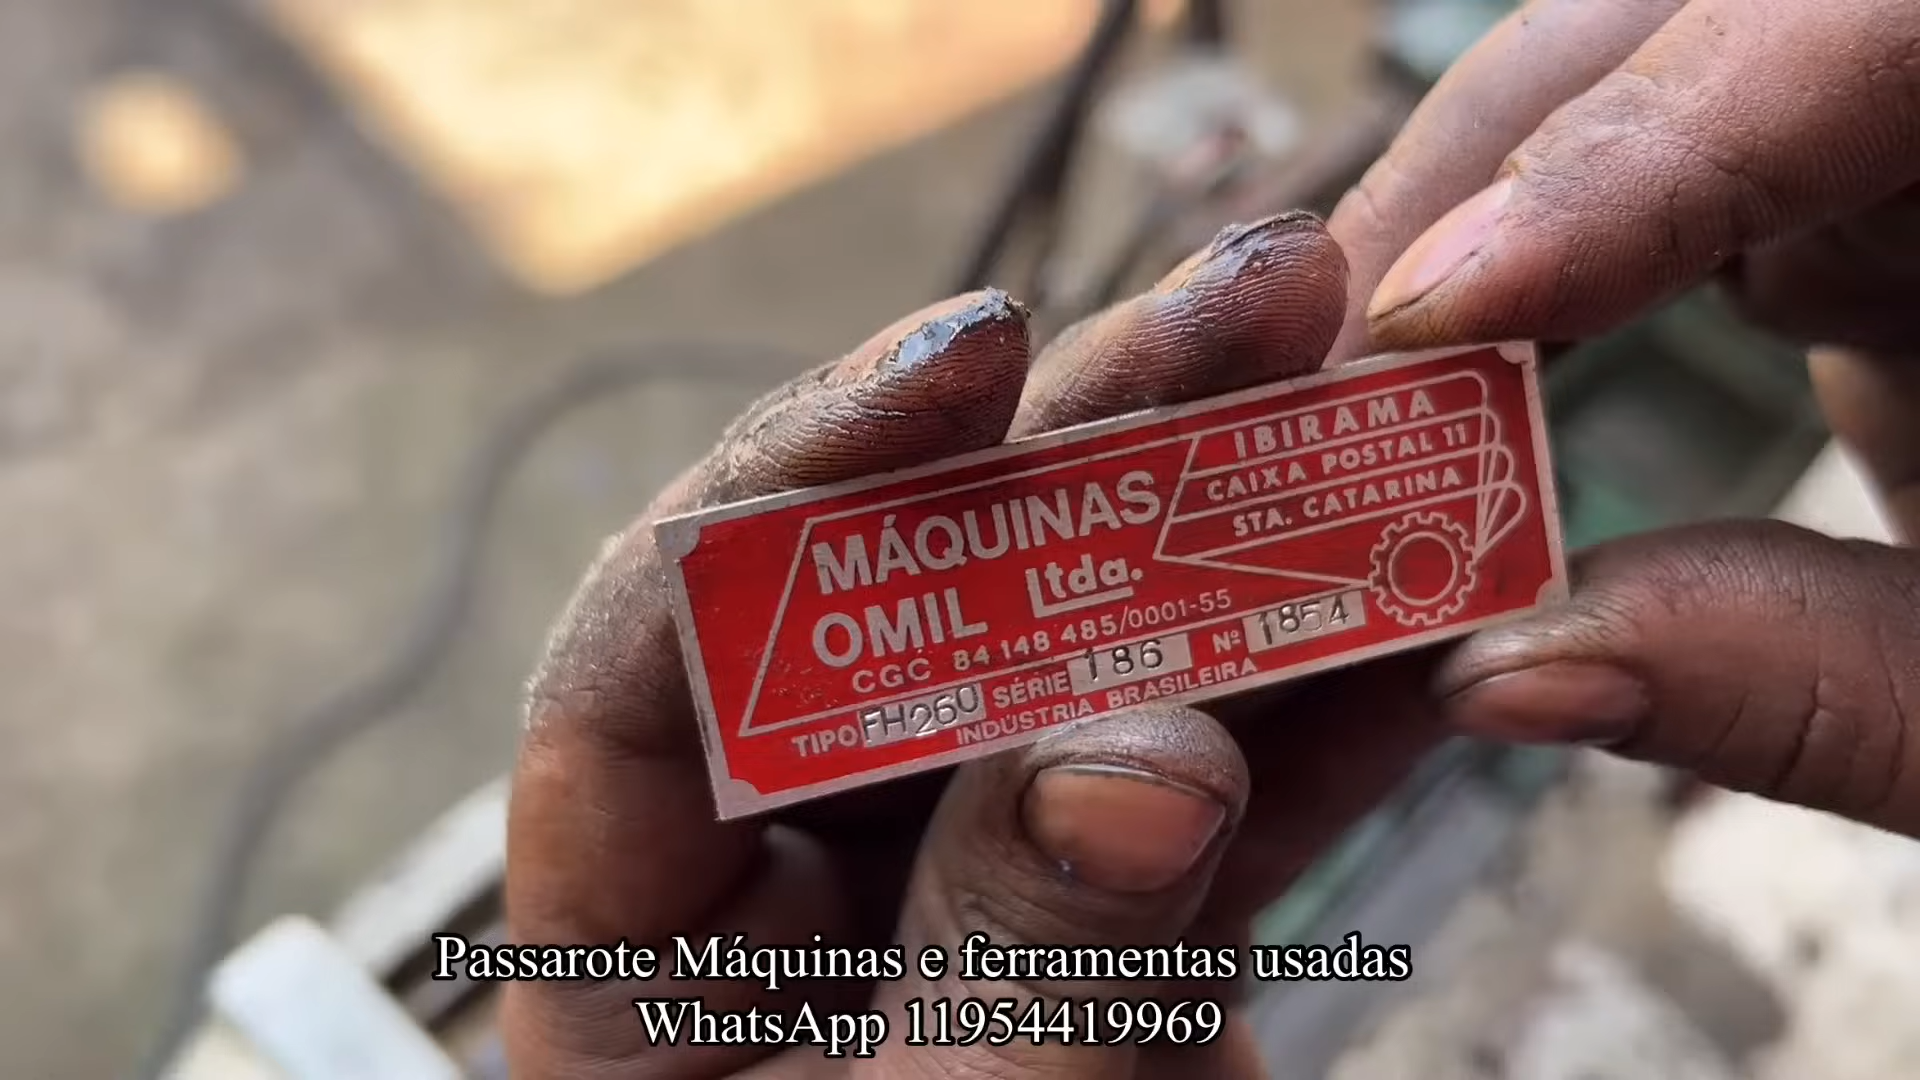 MÁQUINAS
OMIL Ltda.
IBIRAMA
CAIXA POSTAL 11
STA. CATARINA
CGC 84 148 485/0001-55
TIPO FH260 SÉRIE 186 Nº 1854
INDÚSTRIA BRASILEIRA
Passarote Máquinas e ferramentas usadas
WhatsApp 11954419969